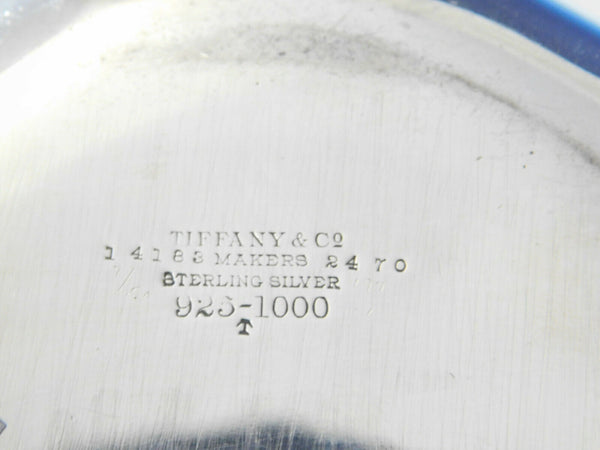 TIFFANY & Cº
14183 MAKERS 2470
STERLING SILVER
925-1000
T